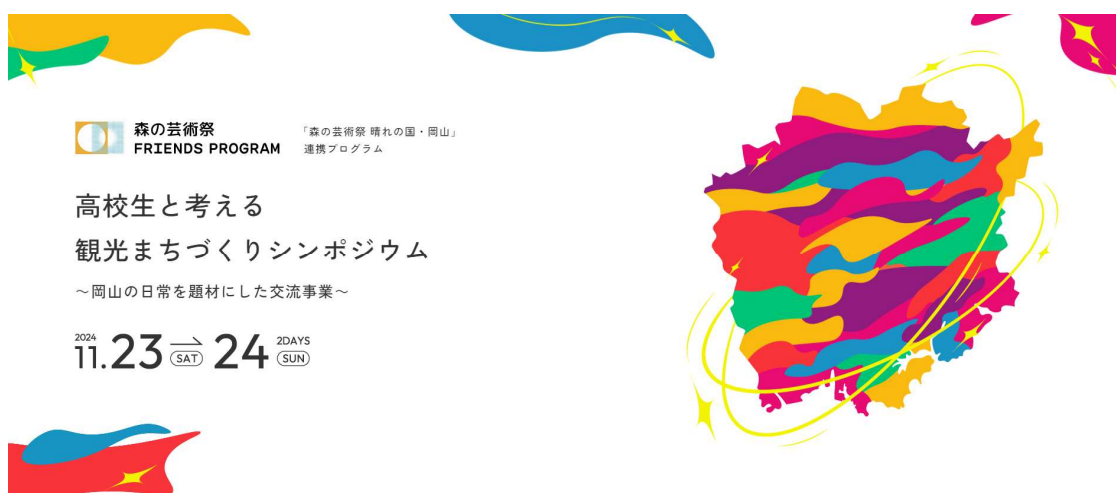 森の芸術祭
FRIENDS PROGRAM
「森の芸術祭 晴れの国・岡山」
連携プログラム
高校生と考える
観光まちづくりシンポジウム
～岡山の日常を題材にした交流事業～
2024 11.23 SAT → 24 2DAYS SUN